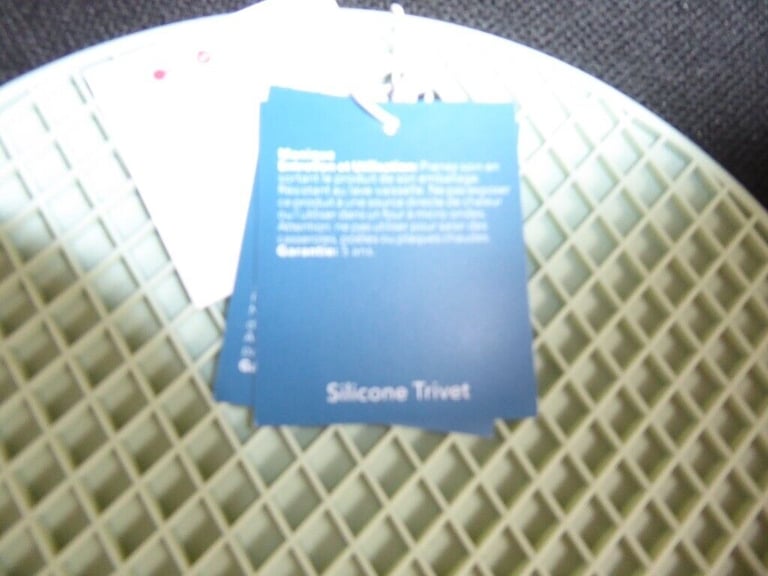 Entretien et Utilisation: Prenez soin en
sortant le produit de son emballage.
Résistant au lave vaisselle. Ne pas exposer
ce produit à une source directe de chaleur
ou l'utiliser dans un four à micro-ondes.
Attention: ne pas utiliser pour saisir des
casseroles, poêles ou plaques chaudes.
Garantie: 5 ans.
Silicone Trivet